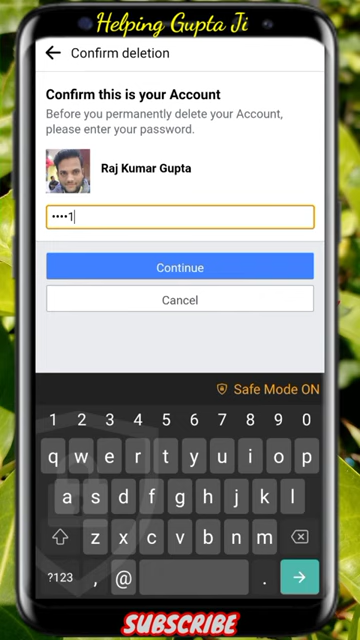 Helping Gupta Ji
Confirm deletion
Confirm this is your Account
Before you permanently delete your Account,
please enter your password.
Raj Kumar Gupta
••••1
Continue
Cancel
Safe Mode ON
1 2 3 4 5 6 7 8 9 0
q w e r t y u i o p
a s d f g h j k l
z x c v b n m
?123 , @ .
SUBSCRIBE